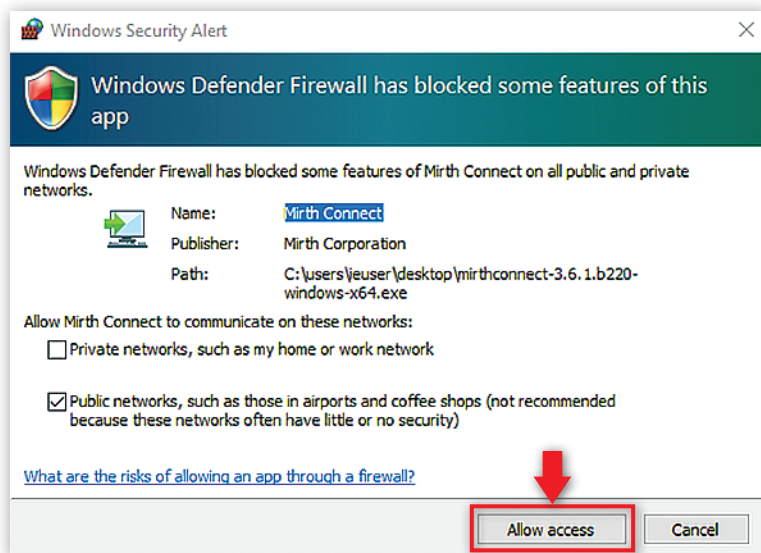 Windows Security Alert
Windows Defender Firewall has blocked some features of this
app
Windows Defender Firewall has blocked some features of Mirth Connect on all public and private
networks.
Name: Mirth Connect
Publisher: Mirth Corporation
Path: C:\users\ieuser\desktop\mirthconnect-3.6.1.b220-
windows-x64.exe
Allow Mirth Connect to communicate on these networks:
Private networks, such as my home or work network
Public networks, such as those in airports and coffee shops (not recommended
because these networks often have little or no security)
What are the risks of allowing an app through a firewall?
Allow access Cancel